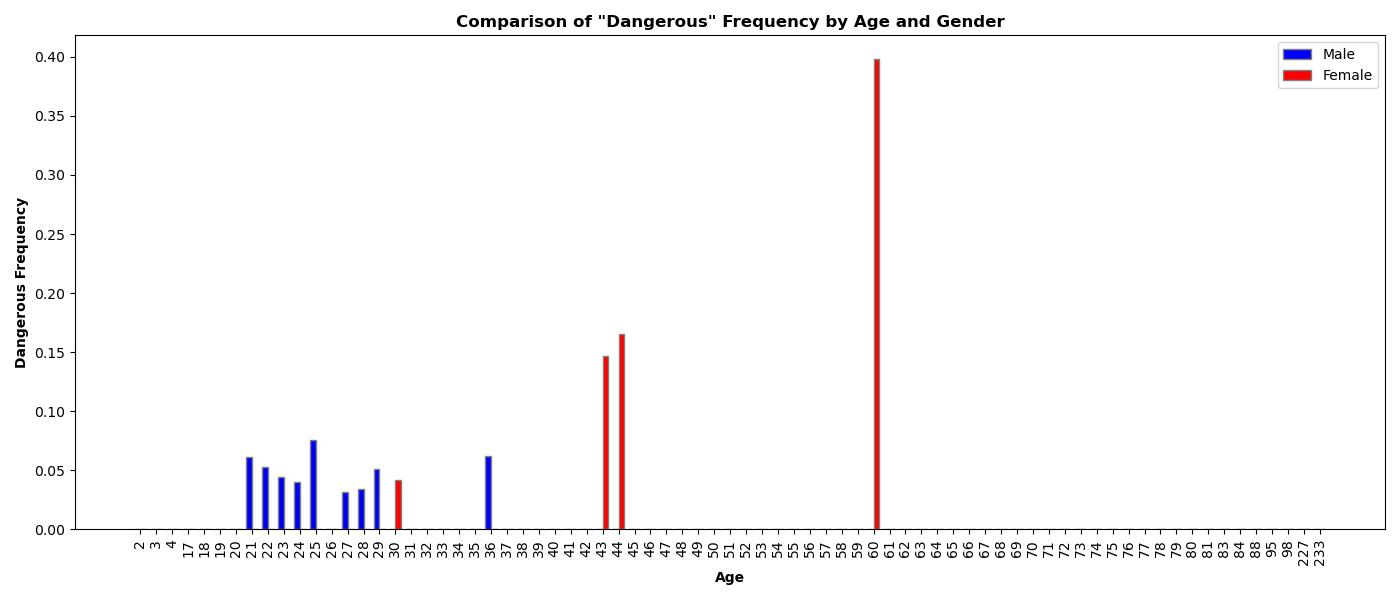 Comparison of "Dangerous" Frequency by Age and Gender
Male
Female
Dangerous Frequency
0.40
0.35
0.30
0.25
0.20
0.15
0.10
0.05
0.00
2 3 4 17 18 19 20 21 22 23 24 25 26 27 28 29 30 31 32 33 34 35 36 37 38 39 40 41 42 43 44 45 46 47 48 49 50 51 52 53 54 55 56 57 58 59 60 61 62 63 64 65 66 67 68 69 70 71 72 73 74 75 76 77 78 79 80 81 83 84 88 95 98 227 233
Age